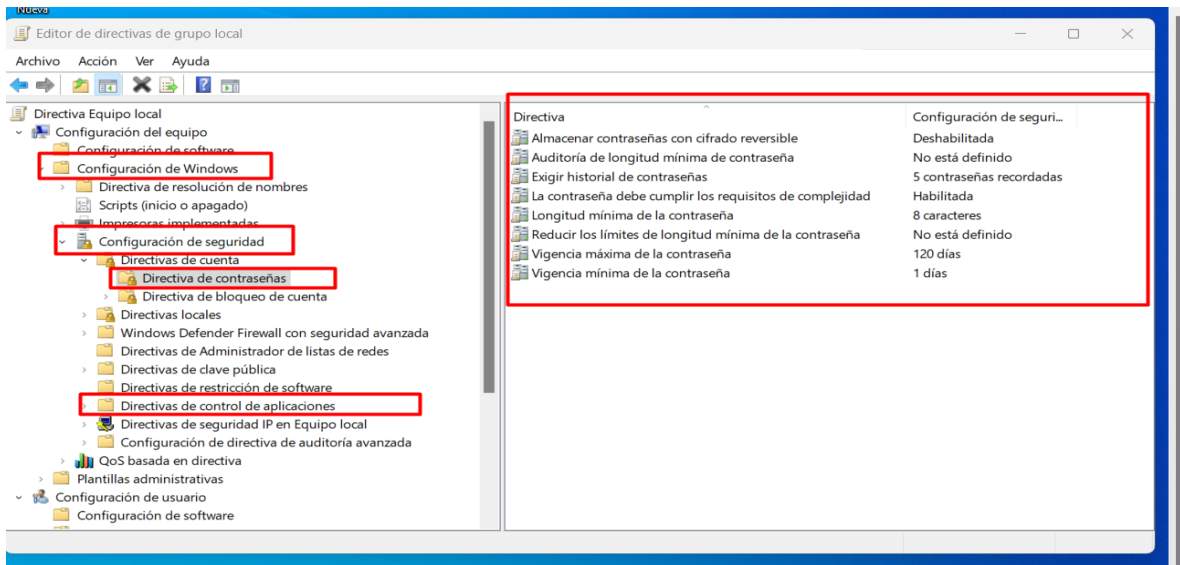 Nueva
Editor de directivas de grupo local
Archivo Acción Ver Ayuda
Directiva Equipo local
Configuración del equipo
Configuración de software
Configuración de Windows
Directiva de resolución de nombres
Scripts (inicio o apagado)
Impresoras implementadas
Configuración de seguridad
Directivas de cuenta
Directiva de contraseñas
Directiva de bloqueo de cuenta
Directivas locales
Windows Defender Firewall con seguridad avanzada
Directivas de Administrador de listas de redes
Directivas de clave pública
Directivas de restricción de software
Directivas de control de aplicaciones
Directivas de seguridad IP en Equipo local
Configuración de directiva de auditoría avanzada
QoS basada en directiva
Plantillas administrativas
Configuración de usuario
Configuración de software
Directiva Configuración de seguri...
Almacenar contraseñas con cifrado reversible Deshabilitada
Auditoría de longitud mínima de contraseña No está definido
Exigir historial de contraseñas 5 contraseñas recordadas
La contraseña debe cumplir los requisitos de complejidad Habilitada
Longitud mínima de la contraseña 8 caracteres
Reducir los límites de longitud mínima de la contraseña No está definido
Vigencia máxima de la contraseña 120 días
Vigencia mínima de la contraseña 1 días